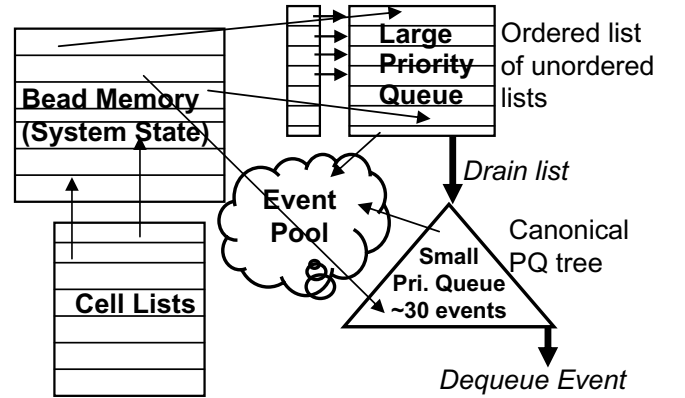 Large
Priority
Queue
Ordered list
of unordered
lists
Bead Memory
(System State)
Drain list
Event
Pool
Canonical
PQ tree
Small
Pri. Queue
~30 events
Cell Lists
Dequeue Event